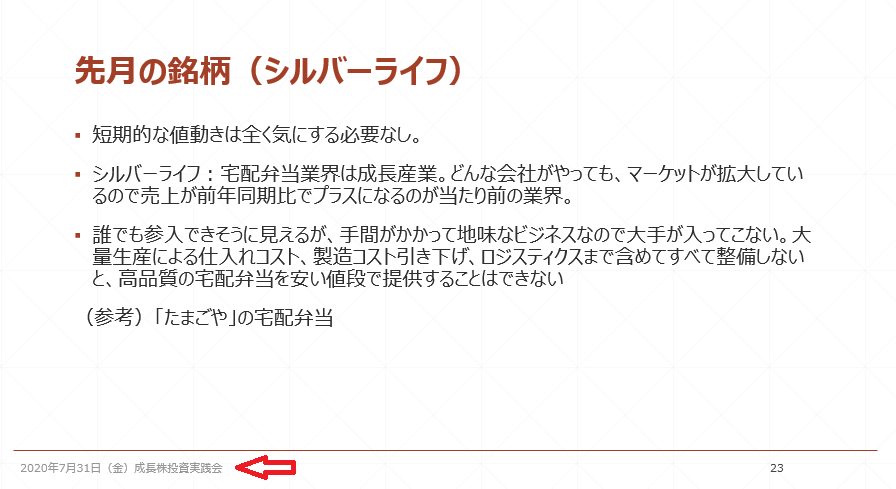 先月の銘柄（シルバーライフ）
▪ 短期的な値動きは全く気にする必要なし。
▪ シルバーライフ：宅配弁当業界は成長産業。どんな会社がやっても、マーケットが拡大してい
るので売上が前年同期比でプラスになるのが当たり前の業界。
▪ 誰でも参入できそうに見えるが、手間がかかって地味なビジネスなので大手が入ってこない。大
量生産による仕入れコスト、製造コスト引き下げ、ロジスティクスまで含めてすべて整備しない
と、高品質の宅配弁当を安い値段で提供することはできない
（参考）「たまごや」の宅配弁当
2020年7月31日（金）成長株投資実践会
23